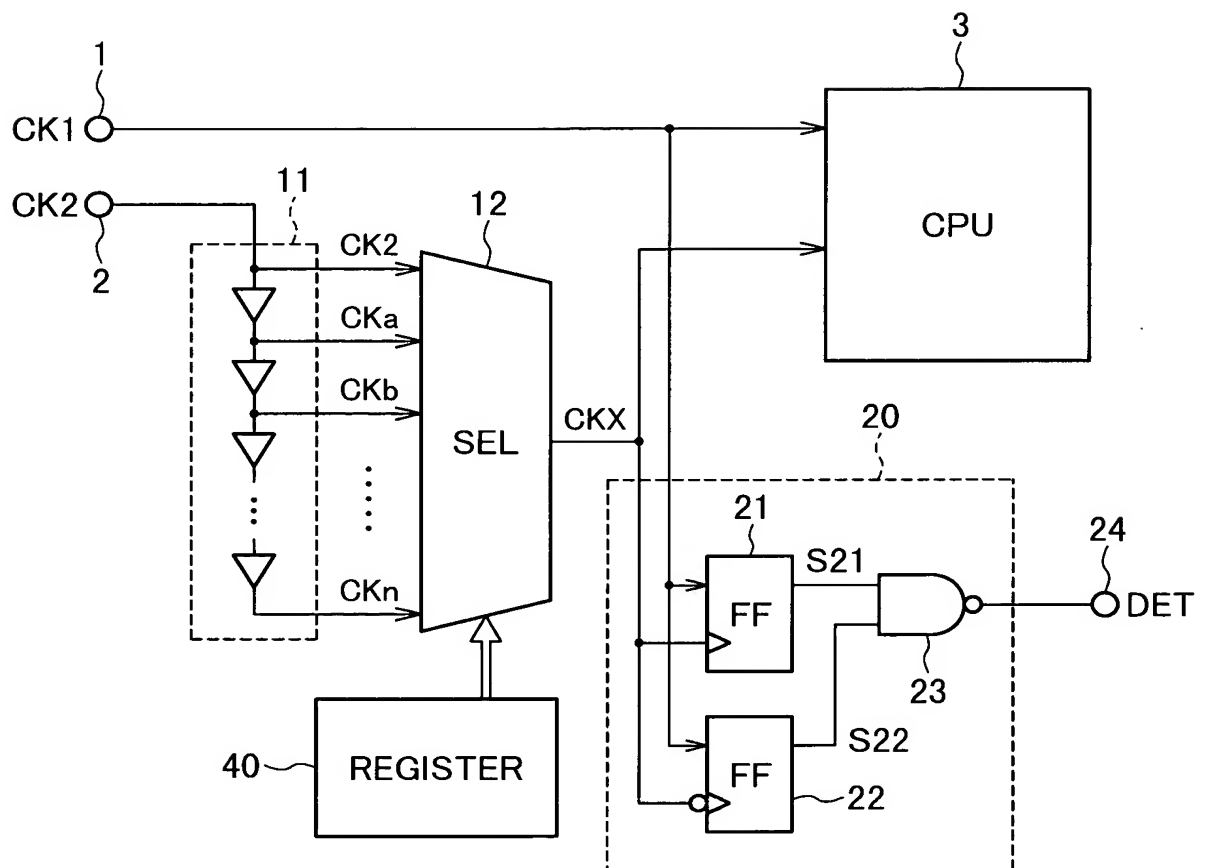 1
3
CK1
CK2
11
12
2
CK2
CPU
CKa
CKb
SEL
CKX
20
21
S21
24
FF
DET
CKn
23
S22
40
REGISTER
FF
22